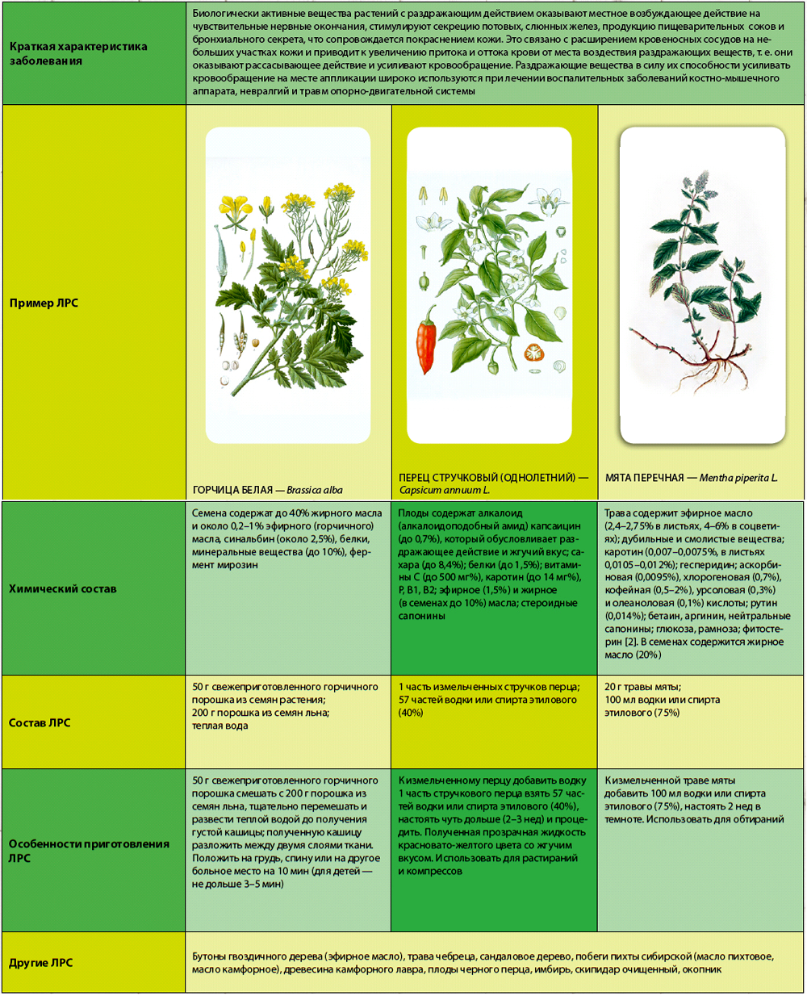 Краткая характеристика
заболевания
Биологически активные вещества растений с раздражающим действием оказывают местное возбуждающее действие на
чувствительные нервные окончания, стимулируют секрецию потовых, слюнных желез, продукцию пищеварительных соков и
бронхиального секрета, что сопровождается покраснением кожи. Это связано с расширением кровеносных сосудов на не-
больших участках кожи и приводит к увеличению притока и оттока крови от места воздествия раздражающих веществ, т. е. они
оказывают рассасывающее действие и усиливают кровообращение. Раздражающие вещества в силу их способности усиливать
кровообращение на месте аппликации широко используются при лечении воспалительных заболеваний костно-мышечного
аппарата, невралгий и травм опорно-двигательной системы
Пример ЛРС
ГОРЧИЦА БЕЛАЯ — Brassica alba
ПЕРЕЦ СТРУЧКОВЫЙ (ОДНОЛЕТНИЙ) —
Capsicum annuum L.
МЯТА ПЕРЕЧНАЯ — Mentha piperita L.
Химический состав
Семена содержат до 40% жирного масла
и около 0,2–1% эфирного (горчичного)
масла, синальбин (около 2,5%), белки,
минеральные вещества (до 10%), фер-
мент мирозин
Плоды содержат алкалоид
(алкалоидоподобный амид) капсаицин
(до 0,7%), который обусловливает раз-
дражающее действие и жгучий вкус; са-
хара (до 8,4%); белки (до 1,5%); витами-
ны С (до 500 мг%), каротин (до 14 мг%),
Р, В1, В2; эфирное (1,5%) и жирное
(в семенах до 10%) масла; стероидные
сапонины
Трава содержит эфирное масло
(2,4–2,75% в листьях, 4–6% в соцвети-
ях); дубильные и смолистые вещества;
каротин (0,007–0,0075%, в листьях
0,0105–0,012%); гесперидин; аскорби-
новая (0,0095%), хлорогеновая (0,7%),
кофейная (0,5–2%), урсоловая (0,3%)
и олеаноловая (0,1%) кислоты; рутин
(0,014%); бетаин, аргинин, нейтральные
сапонины; глюкоза, рамноза; фитосте-
рин [2]. В семенах содержится жирное
масло (20%)
Состав ЛРС
50 г свежеприготовленного горчичного
порошка из семян растения;
200 г порошка из семян льна;
теплая вода
1 часть измельченных стручков перца;
57 частей водки или спирта этилового
(40%)
20 г травы мяты;
100 мл водки или спирта
этилового (75%)
Особенности приготовления
ЛРС
50 г свежеприготовленного горчичного
порошка смешать с 200 г порошка из
семян льна, тщательно перемешать и
развести теплой водой до получения
густой кашицы; полученную кашицу
разложить между двумя слоями ткани.
Положить на грудь, спину или на другое
больное место на 10 мин (для детей —
не дольше 3–5 мин)
К измельченному перцу добавить водку
1 часть стручкового перца взять 57 час-
тей водки или спирта этилового (40%),
настоять чуть дольше (2–3 нед) и проце-
дить. Полученная прозрачная жидкость
красновато-желтого цвета со жгучим
вкусом. Использовать для растираний
и компрессов
К измельченной траве мяты
добавить 100 мл водки или спирта
этилового (75%), настоять 2 нед в
темноте. Использовать для обтираний
Другие ЛРС
Бутоны гвоздичного дерева (эфирное масло), трава чебреца, сандаловое дерево, побеги пихты сибирской (масло пихтовое,
масло камфорное), древесина камфорного лавра, плоды черного перца, имбирь, скипидар очищенный, окопник